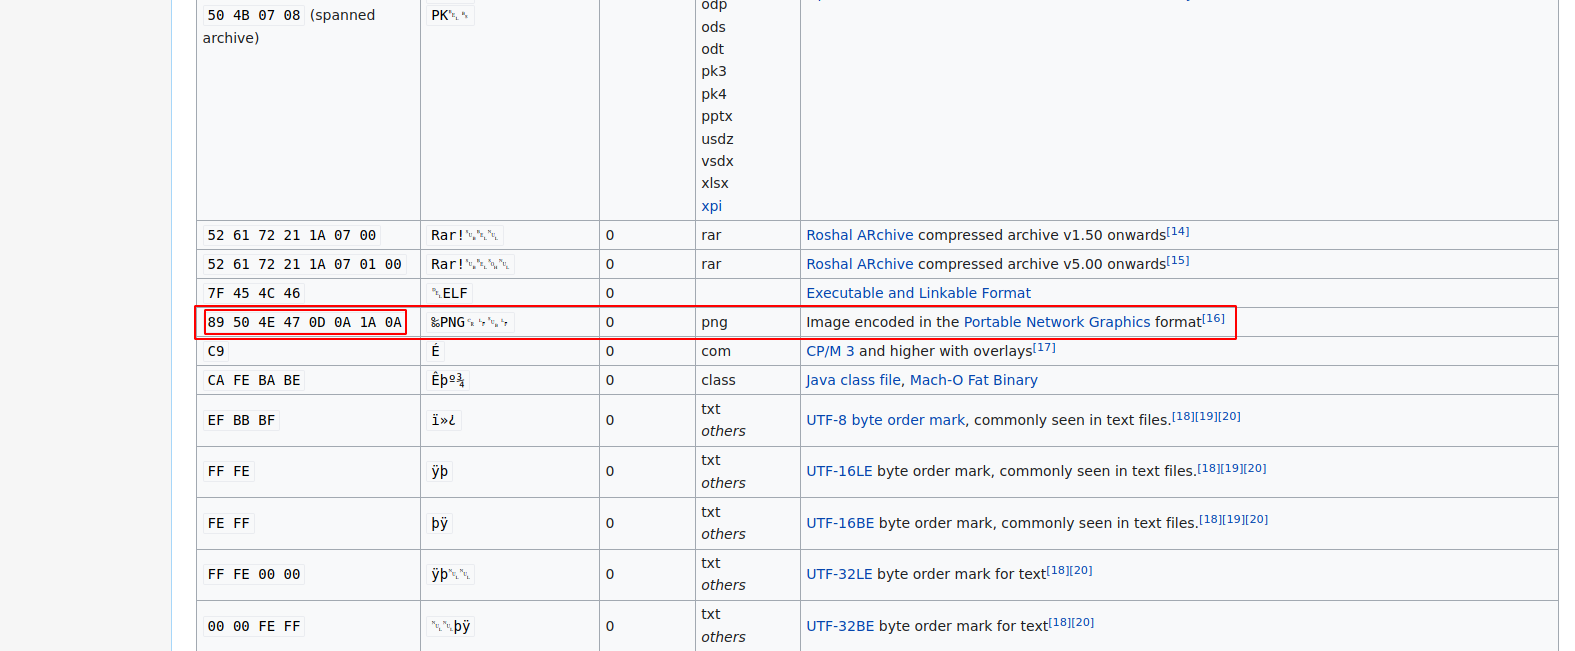 50 4B 07 08 (spanned archive) PK␇␈
odp
ods
odt
pk3
pk4
pptx
usdz
vsdx
xlsx
xpi
52 61 72 21 1A 07 00 Rar!␚␇␀ 0 rar Roshal ARchive compressed archive v1.50 onwards[14]
52 61 72 21 1A 07 01 00 Rar!␚␇␁␀ 0 rar Roshal ARchive compressed archive v5.00 onwards[15]
7F 45 4C 46 ␡ELF 0 Executable and Linkable Format
89 50 4E 47 0D 0A 1A 0A ‰PNG␍␊␚␊ 0 png Image encoded in the Portable Network Graphics format[16]
C9 É 0 com CP/M 3 and higher with overlays[17]
CA FE BA BE Êþº¾ 0 class Java class file, Mach-O Fat Binary
EF BB BF ï»¿ 0 txt others UTF-8 byte order mark, commonly seen in text files.[18][19][20]
FF FE ÿþ 0 txt others UTF-16LE byte order mark, commonly seen in text files.[18][19][20]
FE FF þÿ 0 txt others UTF-16BE byte order mark, commonly seen in text files.[18][19][20]
FF FE 00 00 ÿþ␀␀ 0 txt others UTF-32LE byte order mark for text[18][20]
00 00 FE FF ␀␀þÿ 0 txt others UTF-32BE byte order mark for text[18][20]